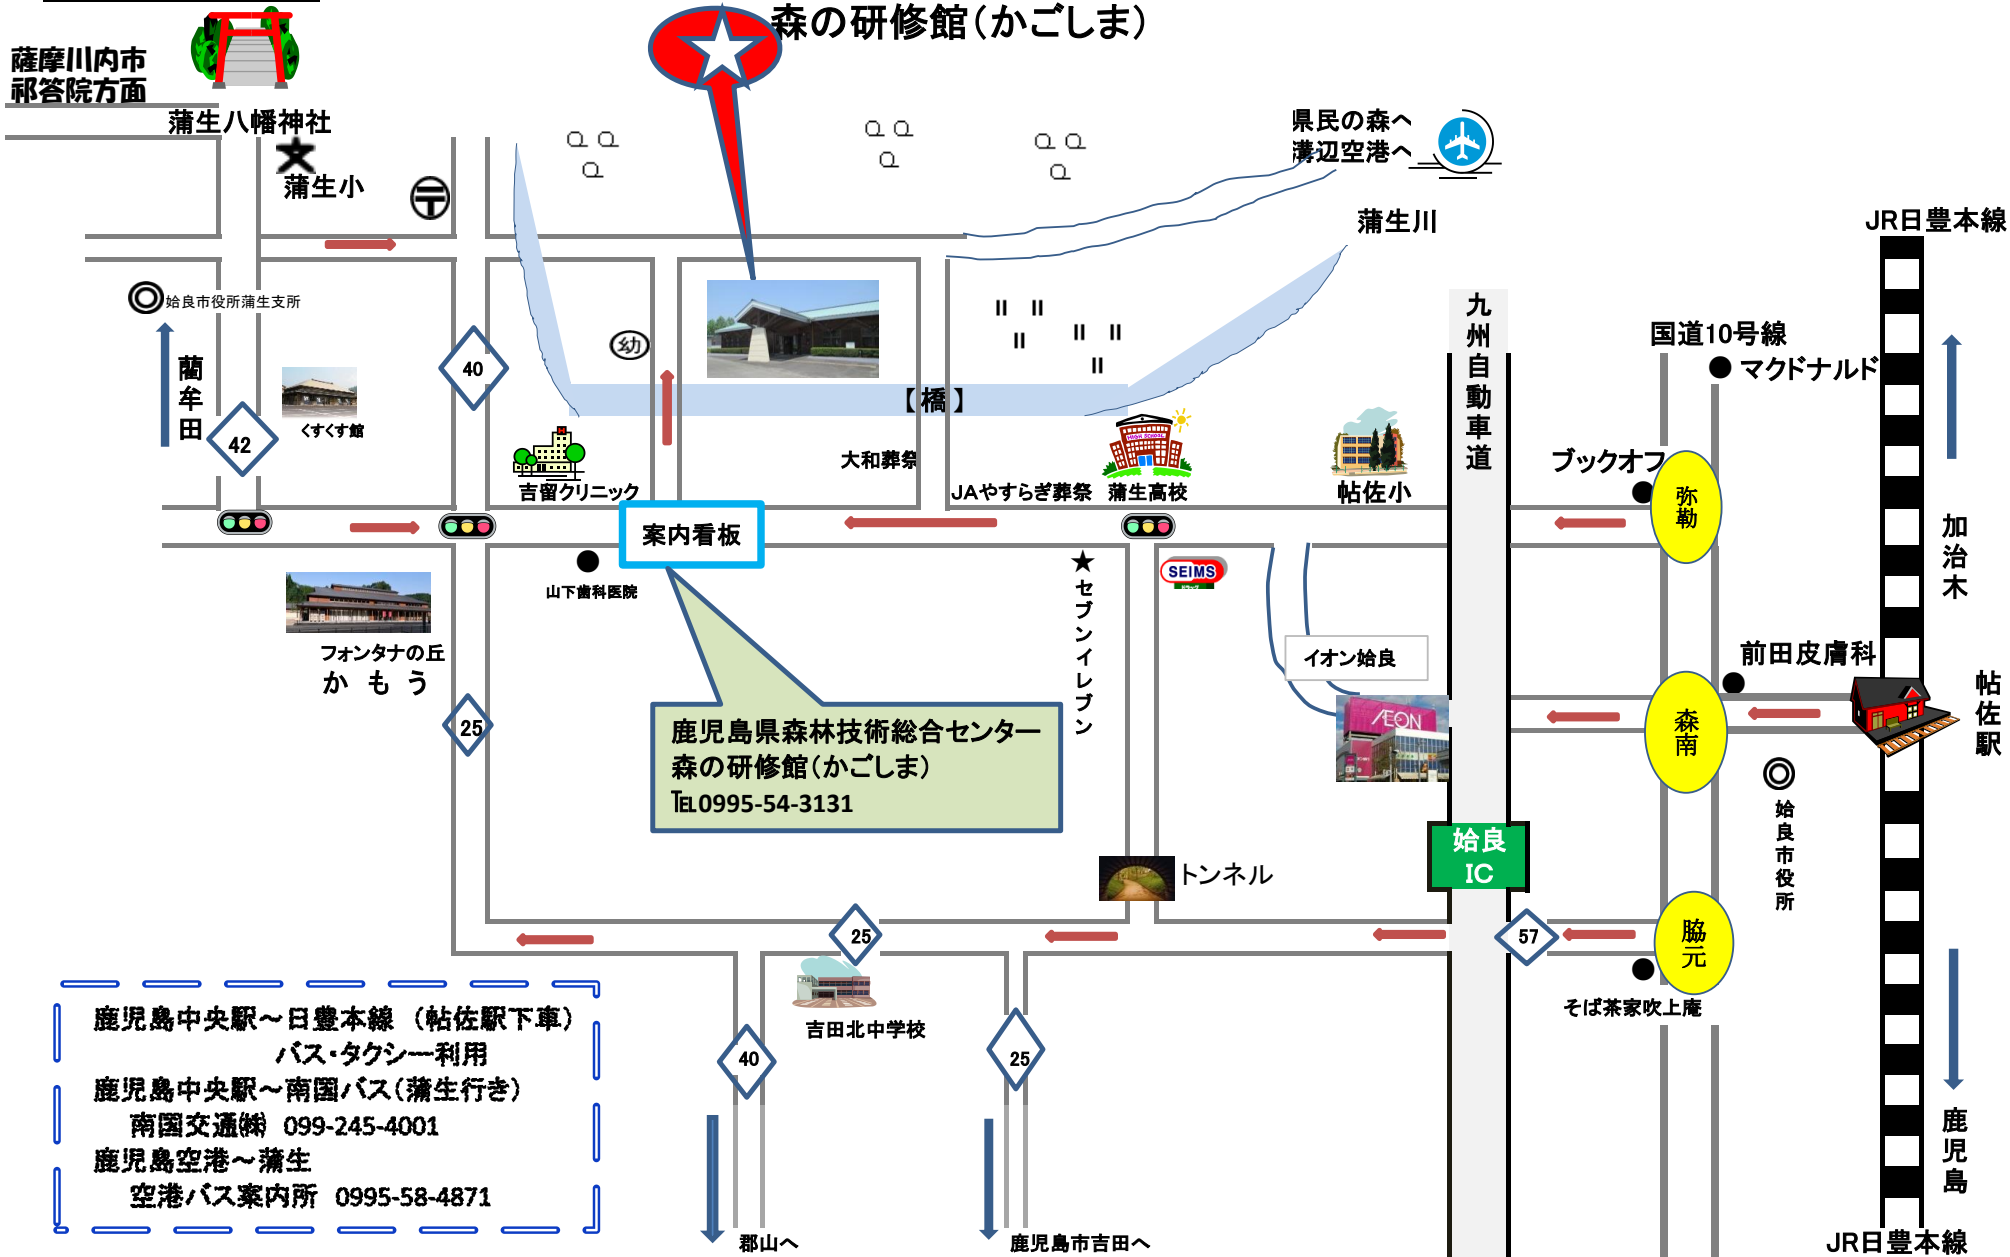 森の研修館(かごしま)
薩摩川内市
祁答院方面
蒲生八幡神社
蒲生小
県民の森へ
溝辺空港へ
蒲生川
JR日豊本線
姶良市役所蒲生支所
藺牟田
42
くすくす館
40
幼
九州自動車道
国道10号線
マクドナルド
【橋】
吉留クリニック
大和葬祭
JAやすらぎ葬祭
HIGH SCHOOL
蒲生高校
帖佐小
ブックオフ
弥勒
加治木
案内看板
山下歯科医院
★セブンイレブン
SEIMS
フォンタナの丘
かもう
25
イオン姶良
ÆON
前田皮膚科
森南
帖佐駅
姶良市役所
鹿児島県森林技術総合センター
森の研修館(かごしま)
℡0995-54-3131
姶良
IC
トンネル
25
57
脇元
そば茶家吹上庵
吉田北中学校
40
25
鹿児島中央駅~日豊本線 (帖佐駅下車)
バス・タクシー利用
鹿児島中央駅~南国バス(蒲生行き)
南国交通㈱ 099-245-4001
鹿児島空港~蒲生
空港バス案内所 0995-58-4871
郡山へ
鹿児島市吉田へ
鹿児島
JR日豊本線